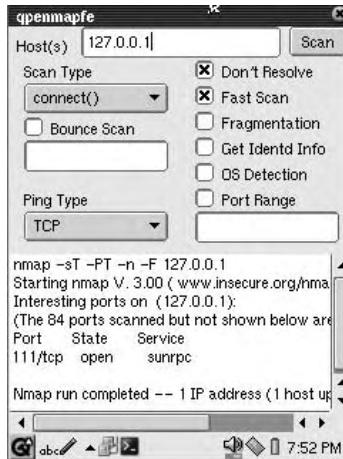 qpenmapfe
Host(s) 127.0.0.1 Scan
Scan Type
connect()
Bounce Scan
Don't Resolve
Fast Scan
Fragmentation
Get Identd Info
OS Detection
Port Range
Ping Type
TCP
nmap -sT -PT -n -F 127.0.0.1
Starting nmap V. 3.00 ( www.insecure.org/nma
Interesting ports on (127.0.0.1):
(The 84 ports scanned but not shown below are
Port State Service
111/tcp open sunrpc
Nmap run completed -- 1 IP address (1 host up
abc 7:52 PM